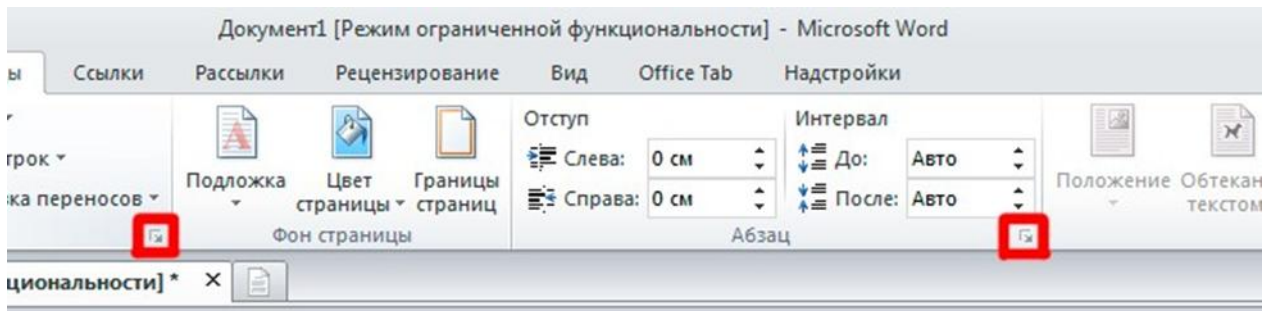 Документ1 [Режим ограниченной функциональности] - Microsoft Word
ы Ссылки Рассылки Рецензирование Вид Office Tab Надстройки
Отступ Интервал
трок Слева: 0 см До: Авто
Подложка Цвет страницы Границы страниц Положение Обтекан текстом
ка переносов Справа: 0 см После: Авто
Фон страницы Абзац
циональности] *